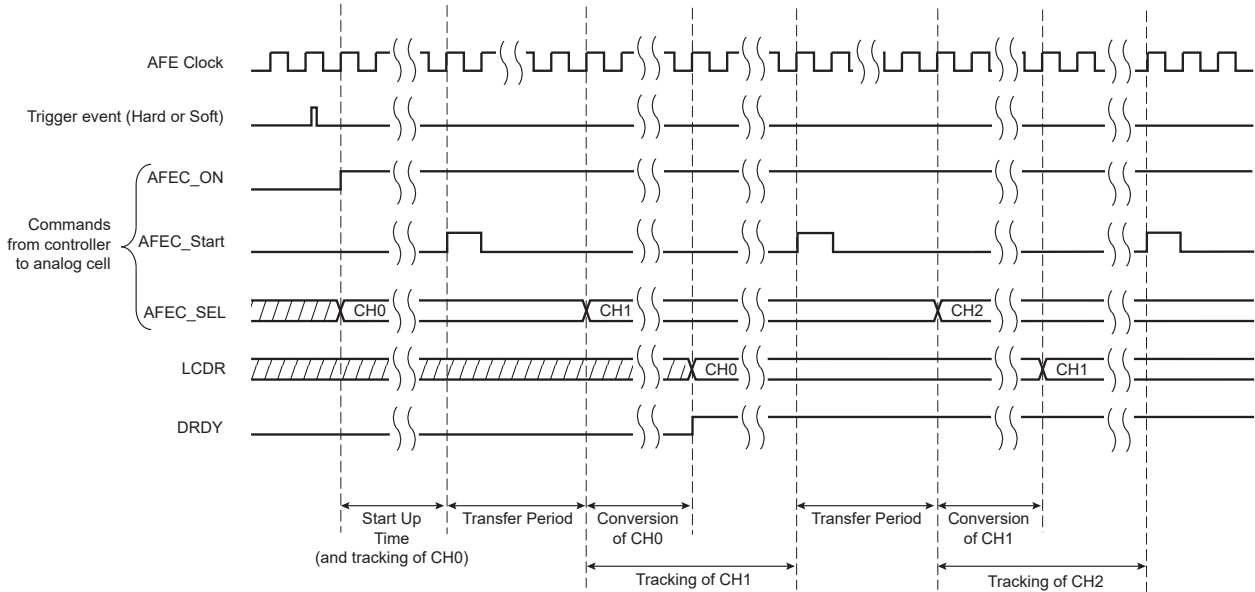 AFE Clock
Trigger event (Hard or Soft)
AFEC_ON
Commands
from controller
to analog cell
AFEC_Start
AFEC_SEL
CH0
CH1
CH2
LCDR
CH0
CH1
DRDY
Start Up
Time
(and tracking of CH0)
Transfer Period
Conversion
of CH0
Transfer Period
Conversion
of CH1
Tracking of CH1
Tracking of CH2